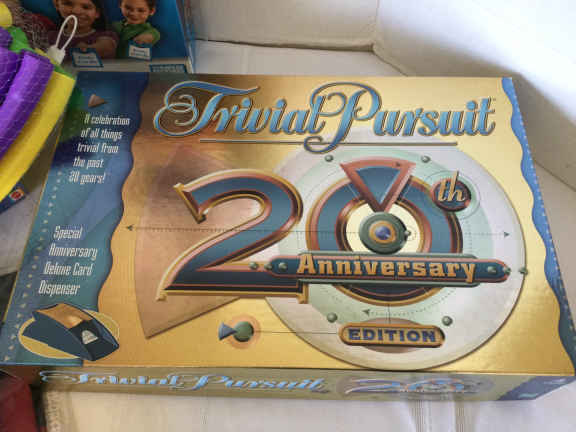 Trivial Pursuit
A celebration
of all things
trivial from
the past
20 years!
20th
Anniversary
EDITION
Special
Anniversary
Deluxe Card
Dispenser
Trivial Pursuit
20th